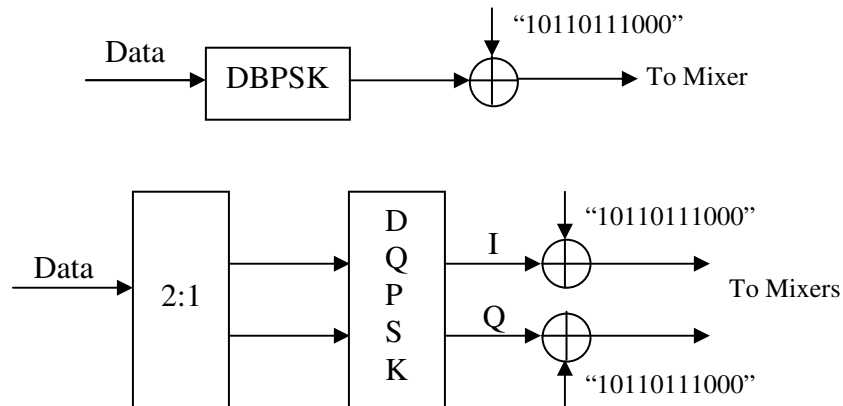 “10110111000”
Data
DBPSK
To Mixer
“10110111000”
Data
2:1
D
Q
P
S
K
I
Q
To Mixers
“10110111000”